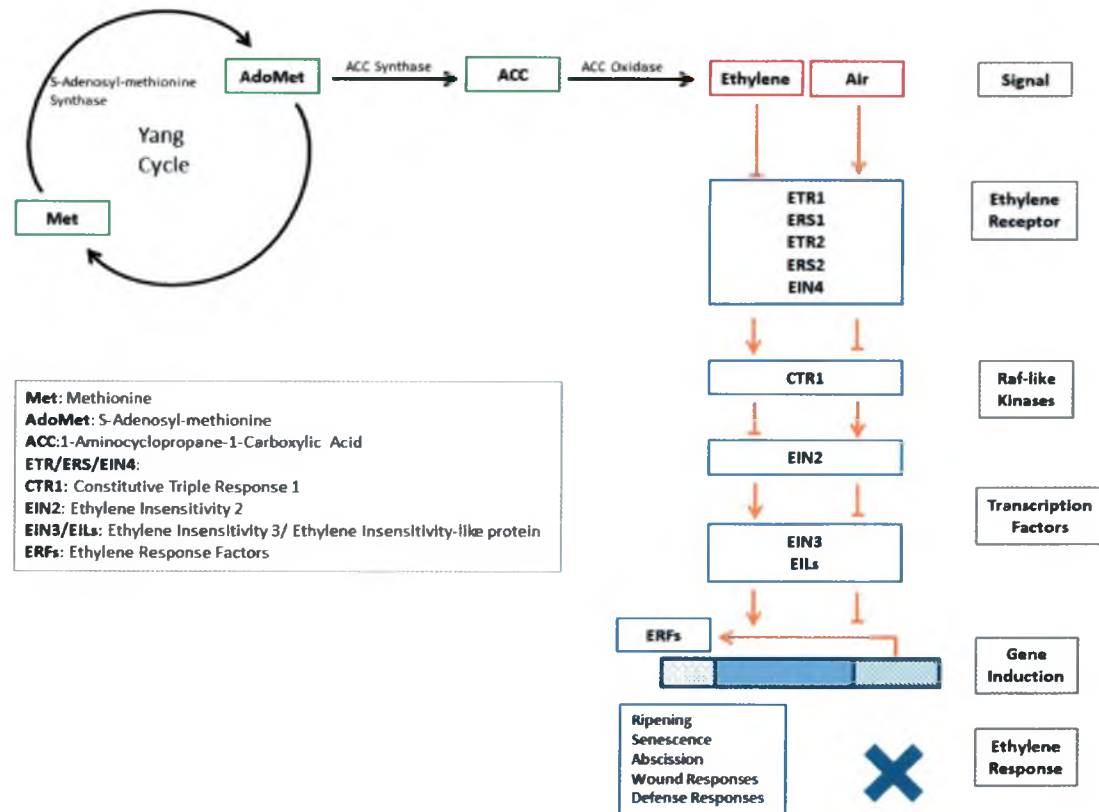 S-Adenosyl-methionine
Synthase
Yang
Cycle
Met
AdoMet
ACC Synthase
ACC
ACC Oxidase
Ethylene
Air
Signal
ETR1
ERS1
ETR2
ERS2
EIN4
Ethylene
Receptor
CTR1
Raf-like
Kinases
EIN2
EIN3
EILs
Transcription
Factors
ERFs
Gene
Induction
Ripening
Senescence
Abscission
Wound Responses
Defense Responses
Ethylene
Response
Met: Methionine
AdoMet: S-Adenosyl-methionine
ACC:1-Aminocyclopropane-1-Carboxylic Acid
ETR/ERS/EIN4:
CTR1: Constitutive Triple Response 1
EIN2: Ethylene Insensitivity 2
EIN3/EILs: Ethylene Insensitivity 3/ Ethylene Insensitivity-like protein
ERFs: Ethylene Response Factors